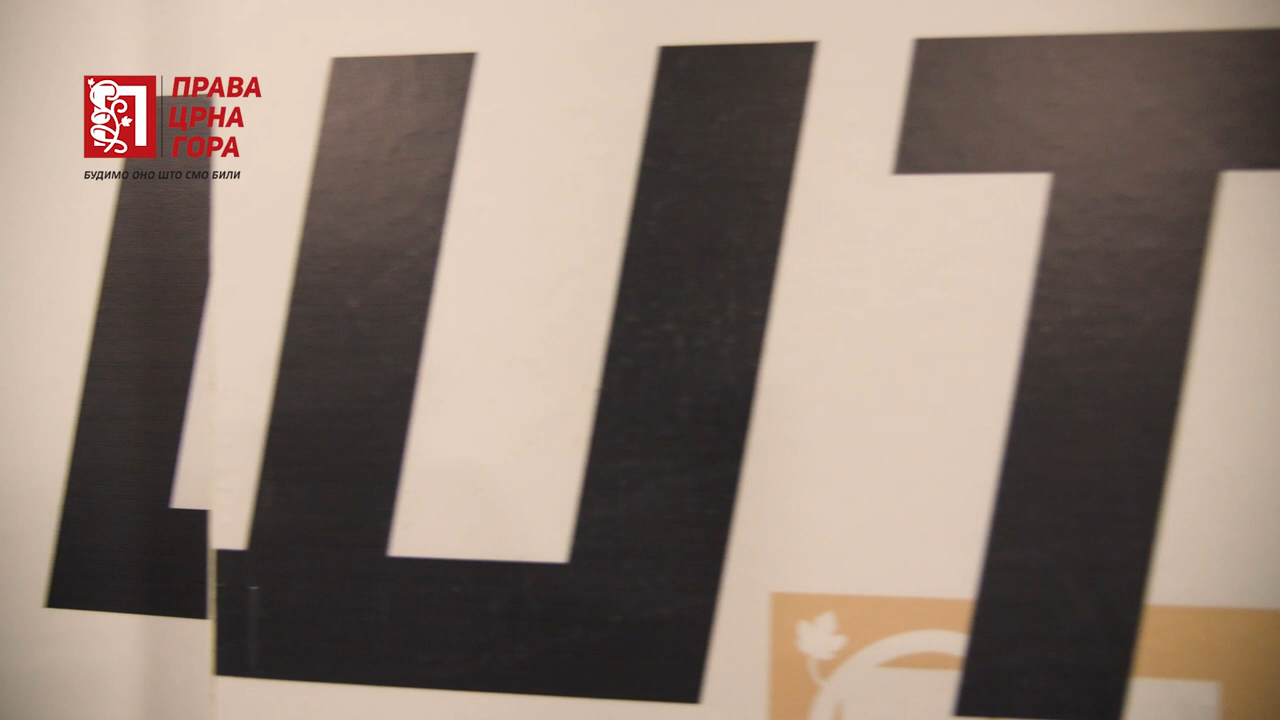 ПРАВА
ЦРНА
ГОРА
БУДИМО ОНО ШТО СМО БИЛИ
ШТ